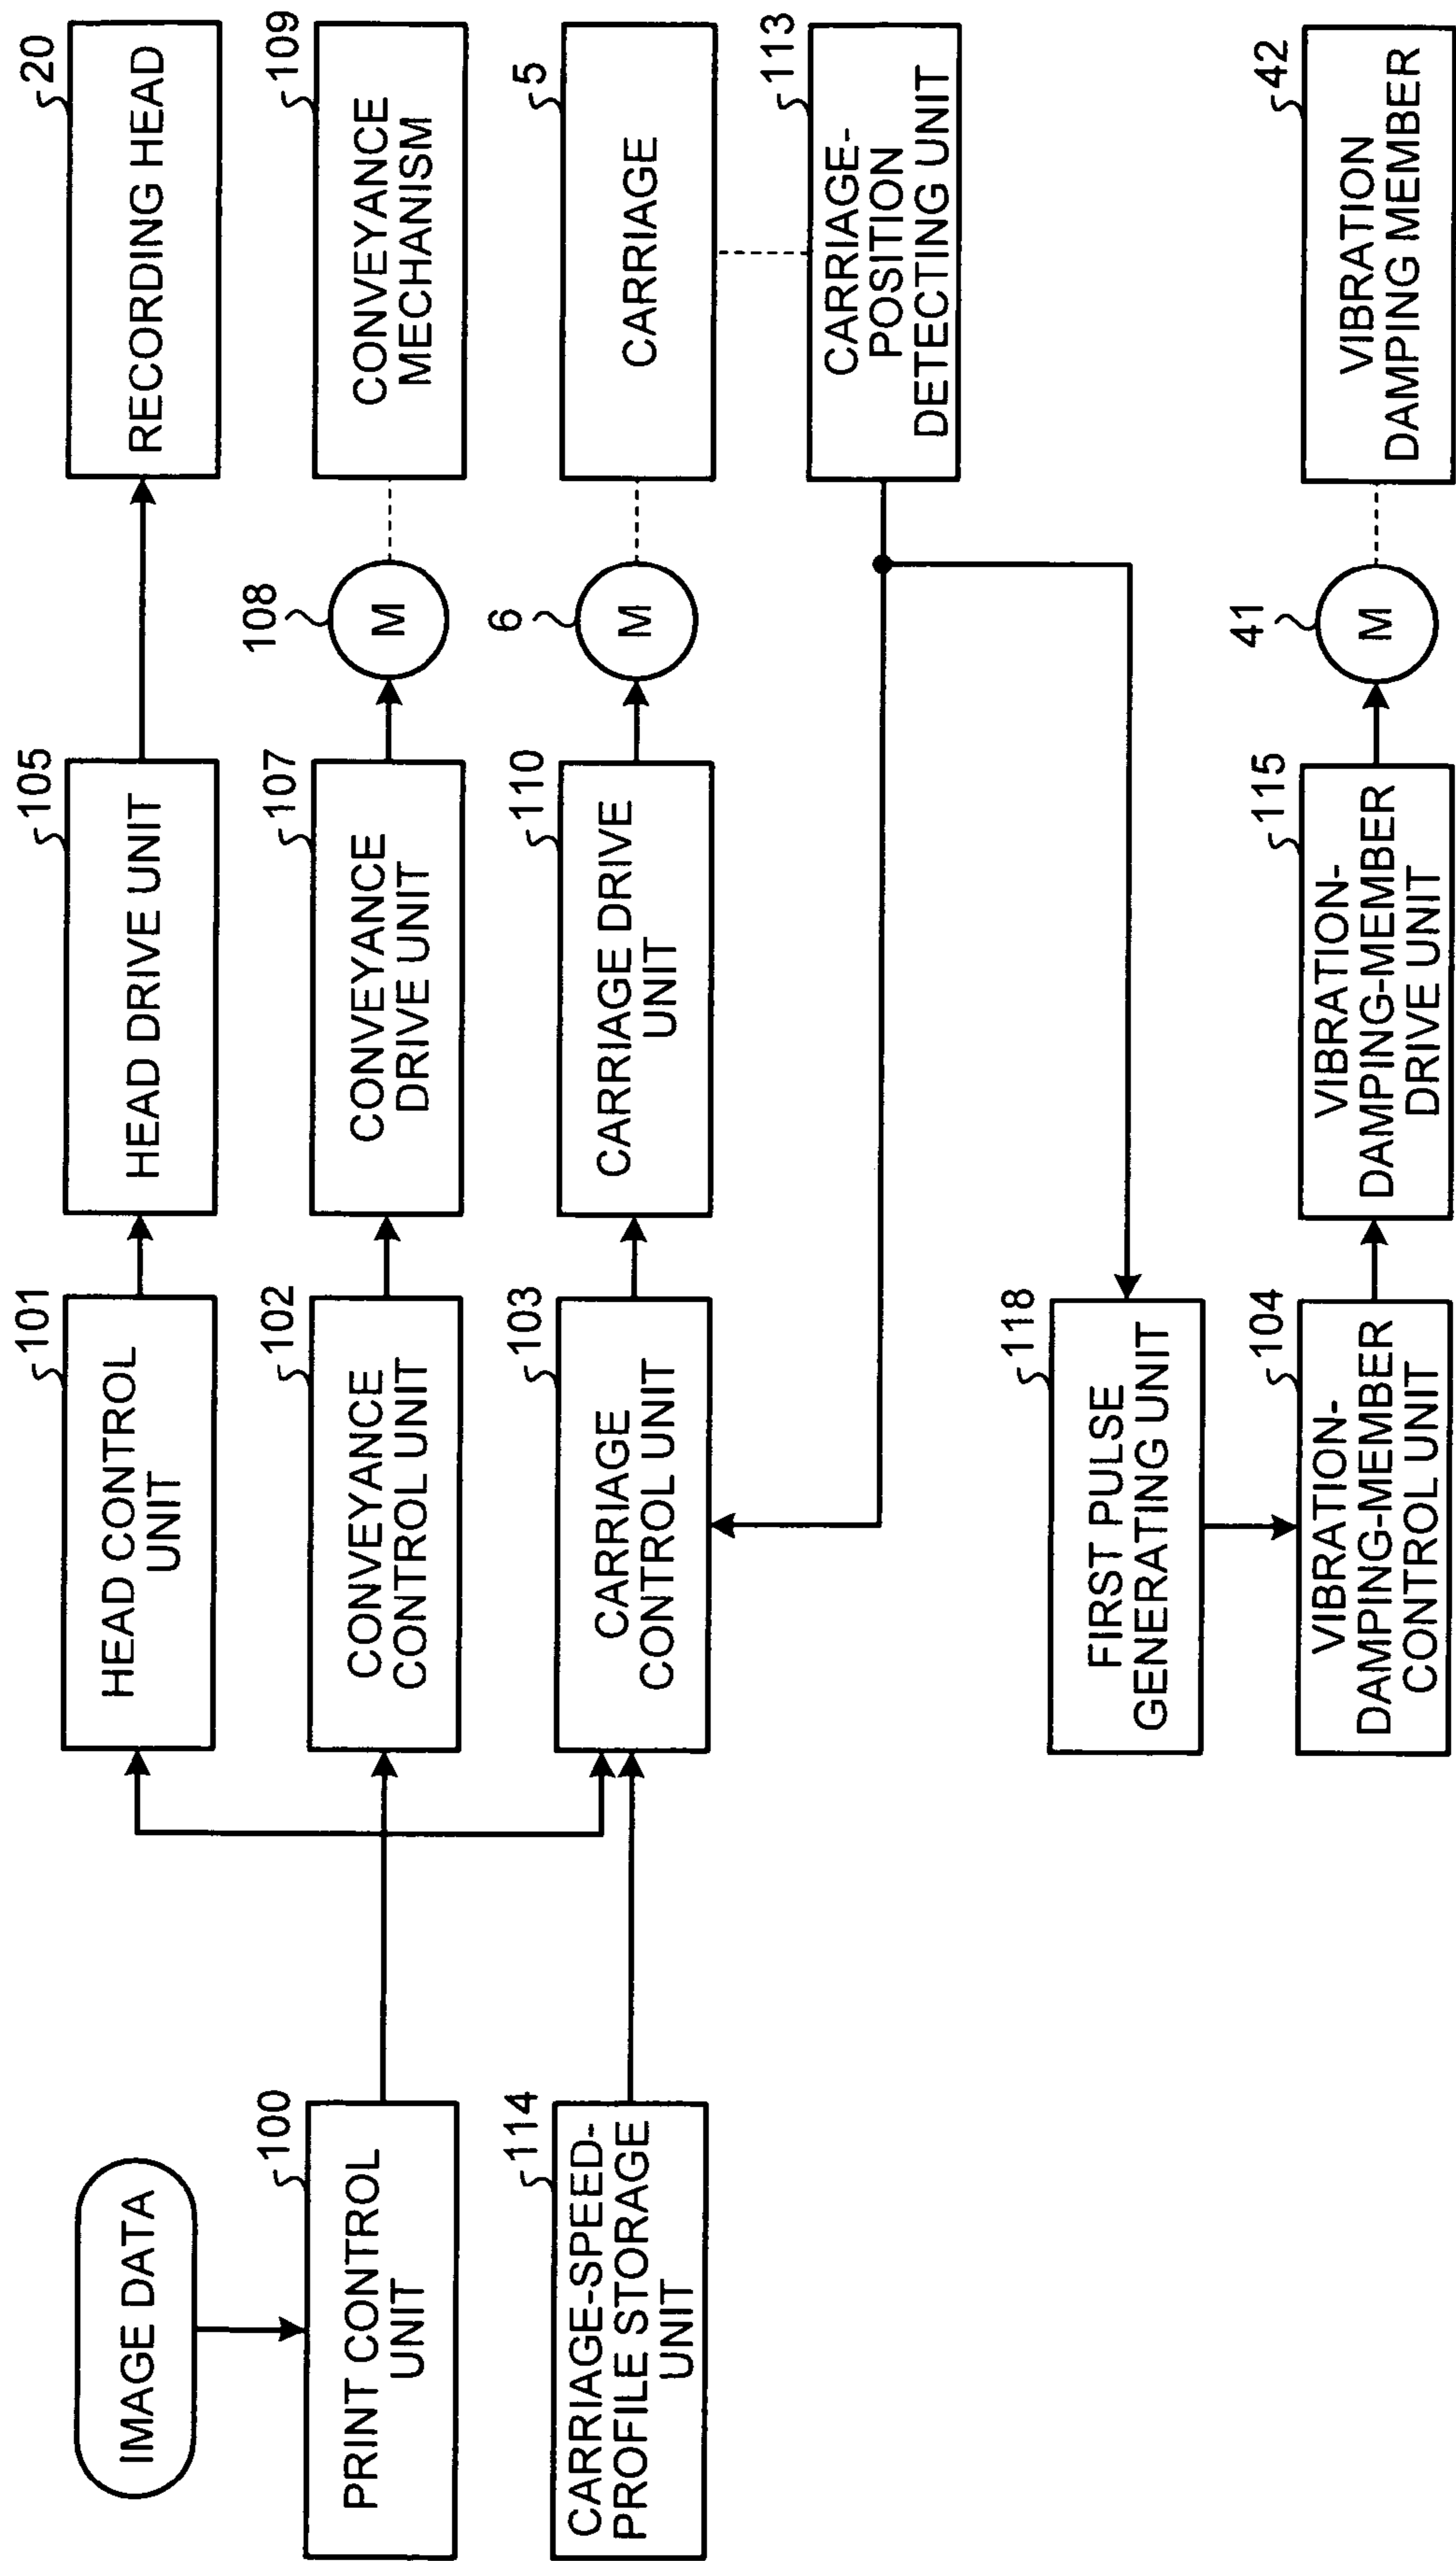 IMAGE DATA
100
PRINT CONTROL
UNIT
114
CARRIAGE-SPEED-
PROFILE STORAGE
UNIT
101
HEAD CONTROL
UNIT
102
CONVEYANCE
CONTROL UNIT
103
CARRIAGE
CONTROL UNIT
118
FIRST PULSE
GENERATING UNIT
104
VIBRATION-
DAMPING-MEMBER
CONTROL UNIT
105
HEAD DRIVE UNIT
107
CONVEYANCE
DRIVE UNIT
110
CARRIAGE DRIVE
UNIT
115
VIBRATION-
DAMPING-MEMBER
DRIVE UNIT
108
M
6
M
41
M
20
RECORDING HEAD
109
CONVEYANCE
MECHANISM
5
CARRIAGE
113
CARRIAGE-
POSITION
DETECTING UNIT
42
VIBRATION
DAMPING MEMBER